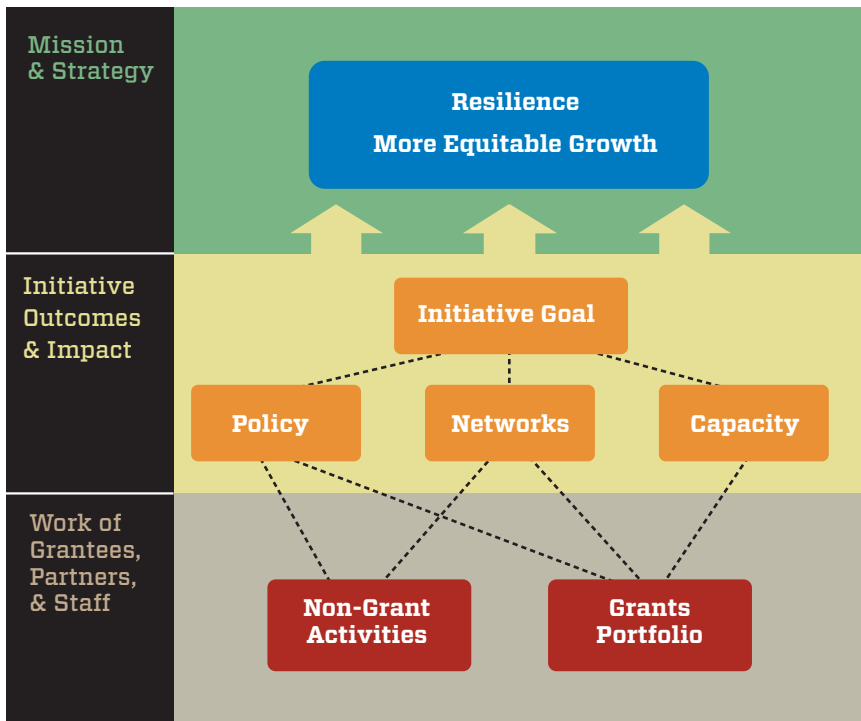 Mission
& Strategy
Resilience
More Equitable Growth
Initiative
Outcomes
& Impact
Initiative Goal
Policy
Networks
Capacity
Work of
Grantees,
Partners,
& Staff
Non-Grant
Activities
Grants
Portfolio